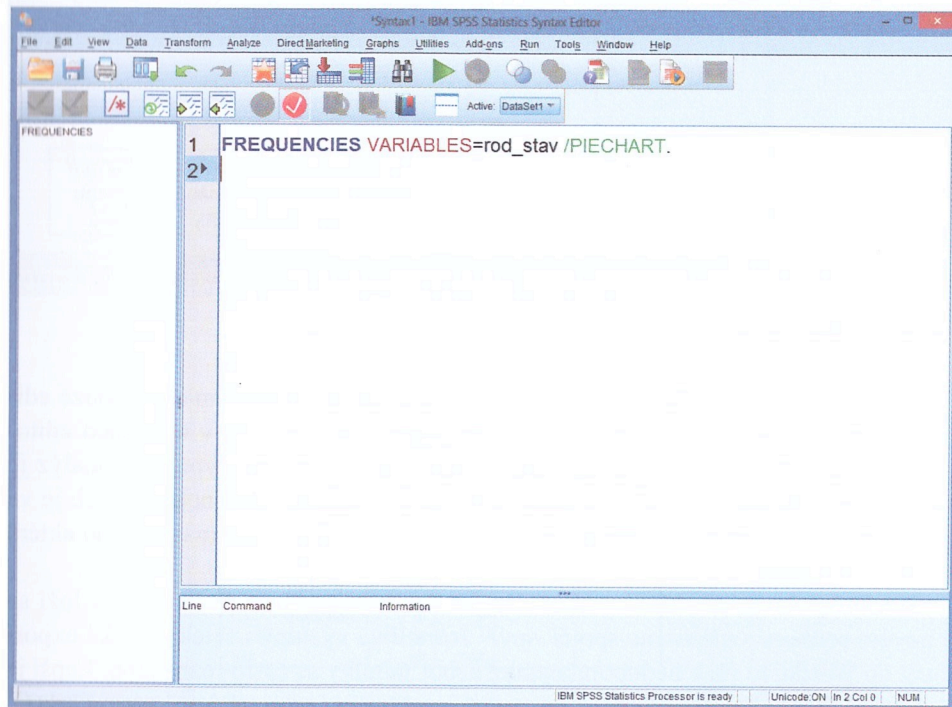 *Syntax1 - IBM SPSS Statistics Syntax Editor
File Edit View Data Transform Analyze Direct Marketing Graphs Utilities Add-ons Run Tools Window Help
Active: DataSet1
FREQUENCIES
1 FREQUENCIES VARIABLES=rod_stav /PIECHART.
2
Line Command Information
IBM SPSS Statistics Processor is ready Unicode:ON In 2 Col 0 NUM